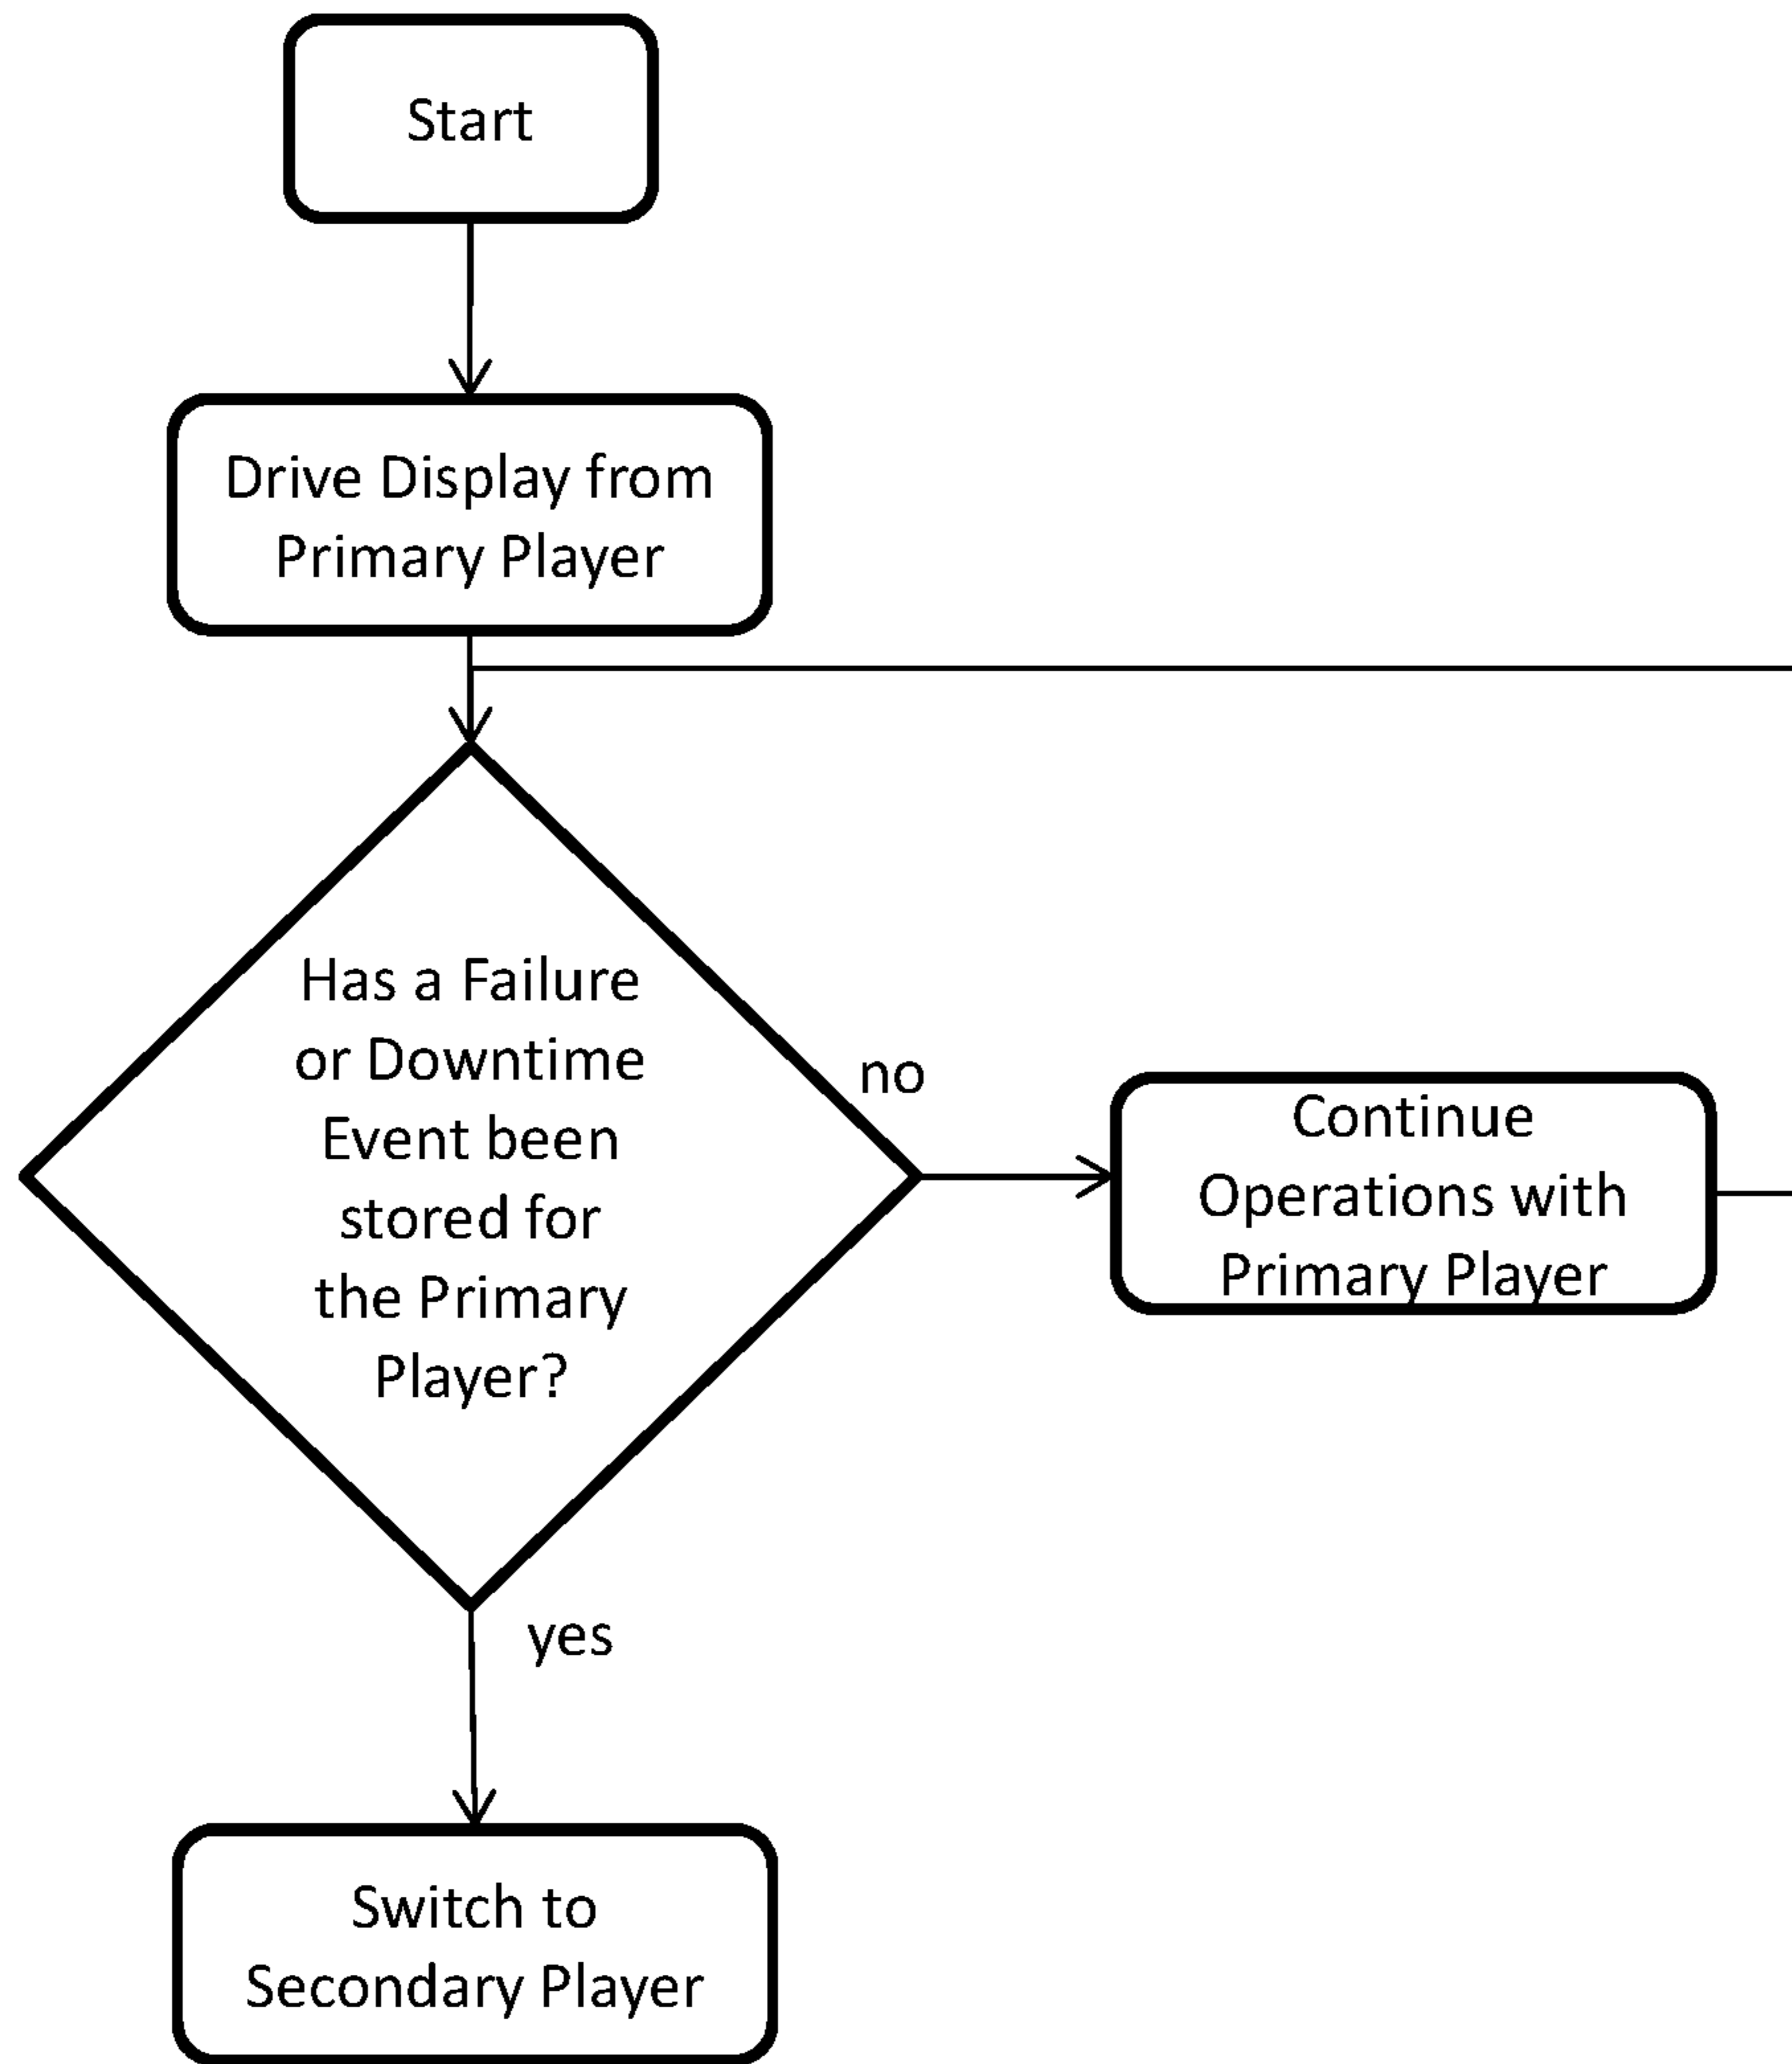 Start
Drive Display from
Primary Player
Has a Failure
or Downtime
Event been
stored for
the Primary
Player?
no
Continue
Operations with
Primary Player
yes
Switch to
Secondary Player